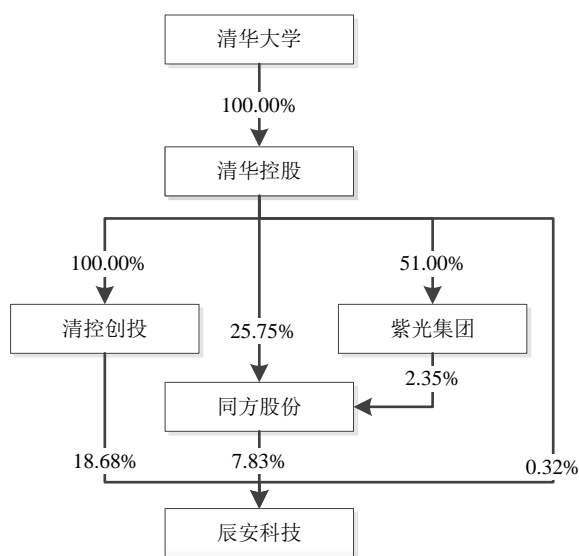 清华大学
100.00%
清华控股
100.00%
51.00%
清控创投
25.75%
紫光集团
2.35%
同方股份
18.68%
7.83%
0.32%
辰安科技